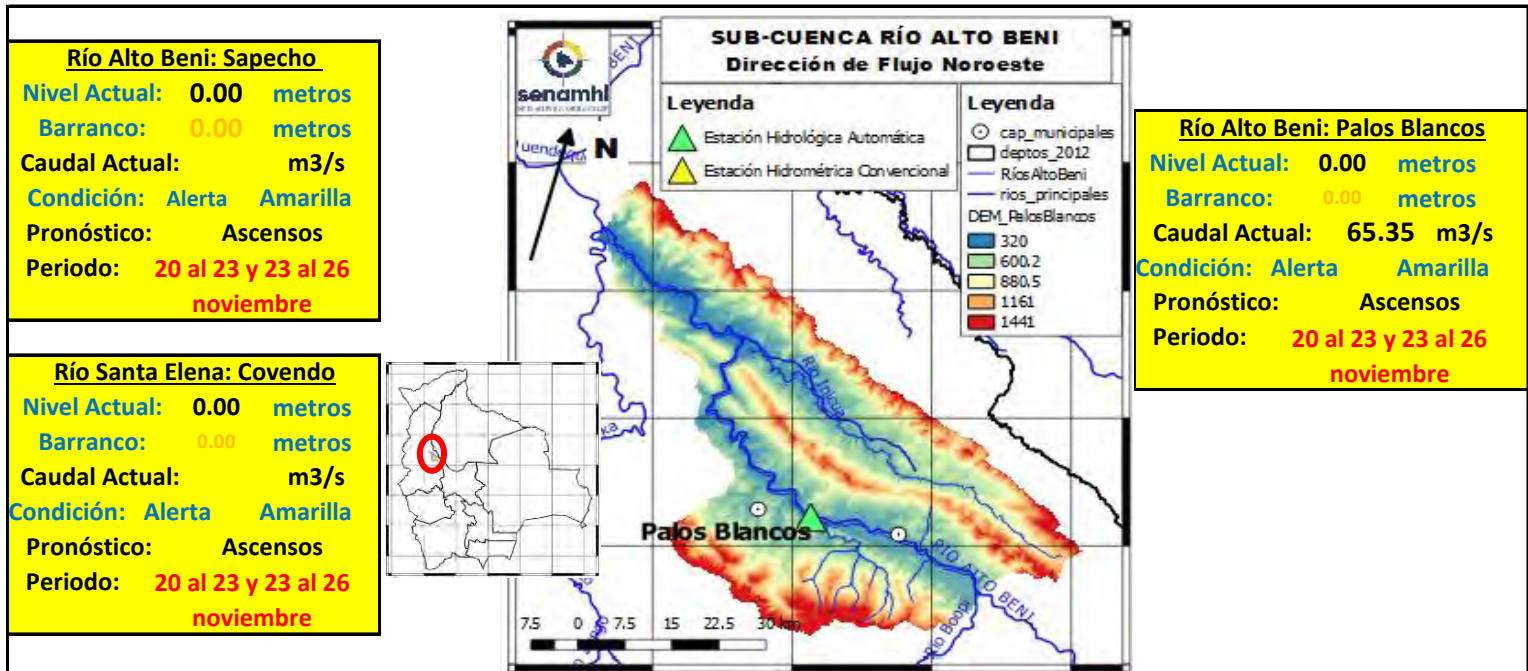 Río Alto Beni: Sapecho
Nivel Actual: 0.00 metros
Barranco: 0.00 metros
Caudal Actual: m3/s
Condición: Alerta Amarilla
Pronóstico: Ascensos
Periodo: 20 al 23 y 23 al 26
noviembre
Río Santa Elena: Covendo
Nivel Actual: 0.00 metros
Barranco: 0.00 metros
Caudal Actual: m3/s
Condición: Alerta Amarilla
Pronóstico: Ascensos
Periodo: 20 al 23 y 23 al 26
noviembre
senamhI
SUB-CUENCA RÍO ALTO BENI
Dirección de Flujo Noroeste
Leyenda
Estación Hidrológica Automática
Estación Hidrométrica Convencional
Leyenda
cap_municipales
deptos_2012
RíosAltoBeni
rios_principales
DEM_PalosBlancos
320
600.2
880.5
1161
1441
N
BENI
Río Inicua
Palos Blancos
RÍO ALTO BENI
Río Boopi
7.5 0 7.5 15 22.5 30 km
Río Alto Beni: Palos Blancos
Nivel Actual: 0.00 metros
Barranco: 0.00 metros
Caudal Actual: 65.35 m3/s
Condición: Alerta Amarilla
Pronóstico: Ascensos
Periodo: 20 al 23 y 23 al 26
noviembre